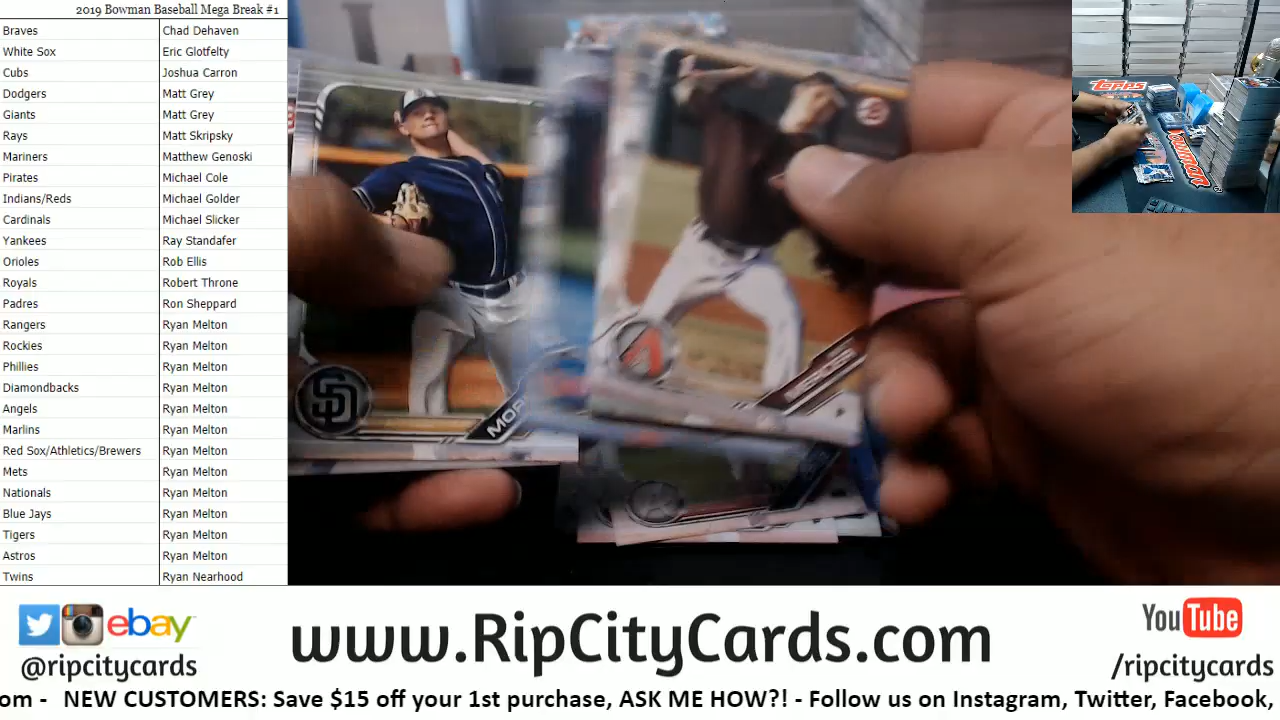 2019 Bowman Baseball Mega Break #1
Braves Chad Dehaven
White Sox Eric Glotfelty
Cubs Joshua Carron
Dodgers Matt Grey
Giants Matt Grey
Rays Matt Skripsky
Mariners Matthew Genoski
Pirates Michael Cole
Indians/Reds Michael Golder
Cardinals Michael Slicker
Yankees Ray Standafer
Orioles Rob Ellis
Royals Robert Throne
Padres Ron Sheppard
Rangers Ryan Melton
Rockies Ryan Melton
Phillies Ryan Melton
Diamondbacks Ryan Melton
Angels Ryan Melton
Marlins Ryan Melton
Red Sox/Athletics/Brewers Ryan Melton
Mets Ryan Melton
Nationals Ryan Melton
Blue Jays Ryan Melton
Tigers Ryan Melton
Astros Ryan Melton
Twins Ryan Nearhood
SD
TOPPS
BOWMAN
ebay
@ripcitycards
www.RipCityCards.com
YouTube
/ripcitycards
om - NEW CUSTOMERS: Save $15 off your 1st purchase, ASK ME HOW?! - Follow us on Instagram, Twitter, Facebook,